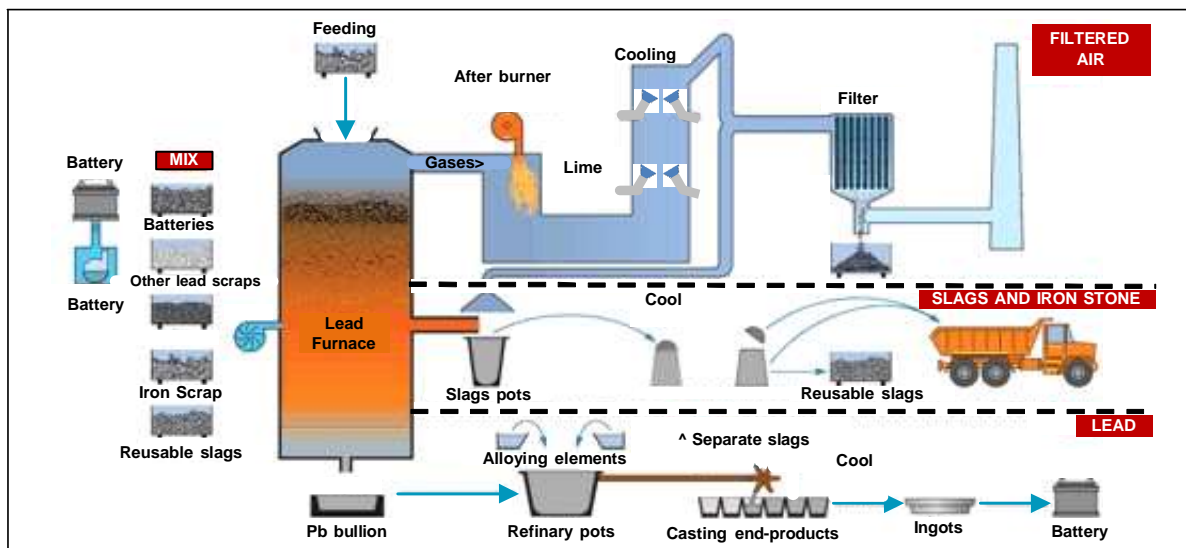 Feeding
Cooling
FILTERED
AIR
After burner
Filter
Battery
MIX
Gases>
Lime
Batteries
Other lead scraps
Battery
Cool
SLAGS AND IRON STONE
Lead
Furnace
Iron Scrap
Slags pots
Reusable slags
Reusable slags
LEAD
^ Separate slags
Alloying elements
Cool
Pb bullion
Refinary pots
Casting end-products
Ingots
Battery